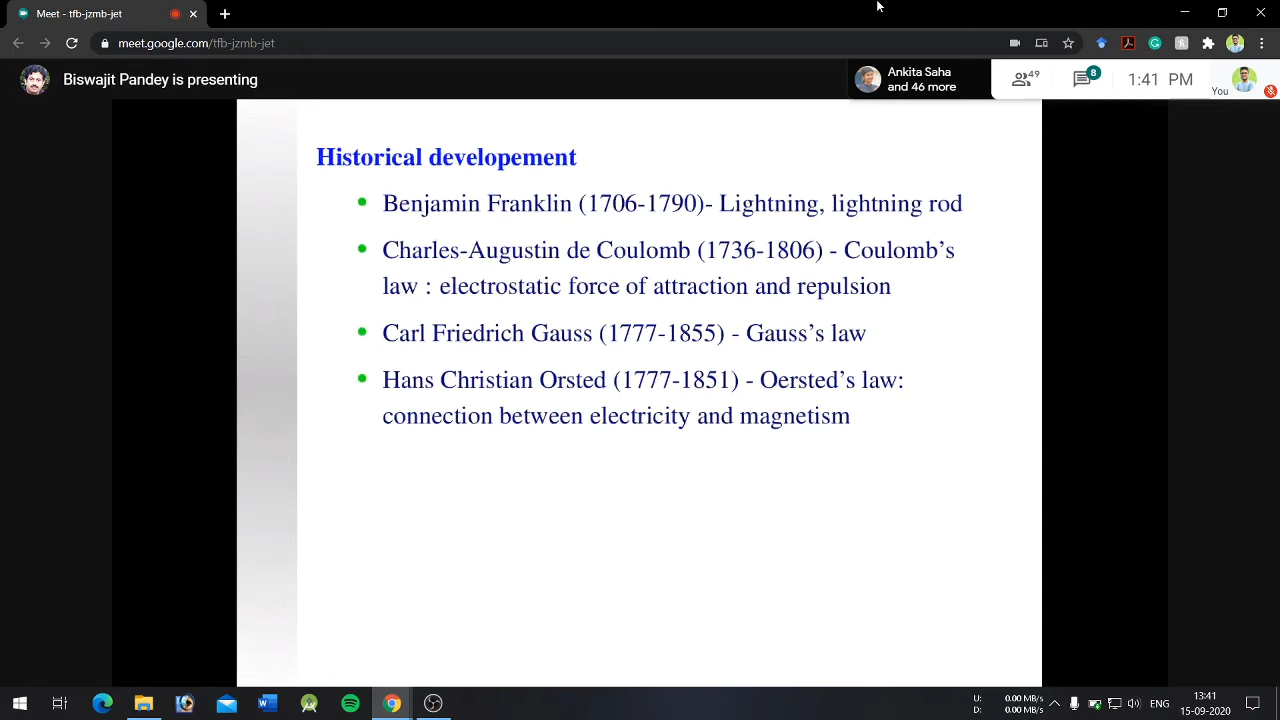 Meet - tfb-jzmb-jet
meet.google.com/tfb-jzmb-jet
Biswajit Pandey is presenting
Ankita Saha
and 46 more
49
8
1:41 PM
You
Historical developement
Benjamin Franklin (1706-1790)- Lightning, lightning rod
Charles-Augustin de Coulomb (1736-1806) - Coulomb's
law : electrostatic force of attraction and repulsion
Carl Friedrich Gauss (1777-1855) - Gauss's law
Hans Christian Orsted (1777-1851) - Oersted's law:
connection between electricity and magnetism
U: 0.00 MB/s
D: 0.00 MB/s
ENG
13:41
15-09-2020